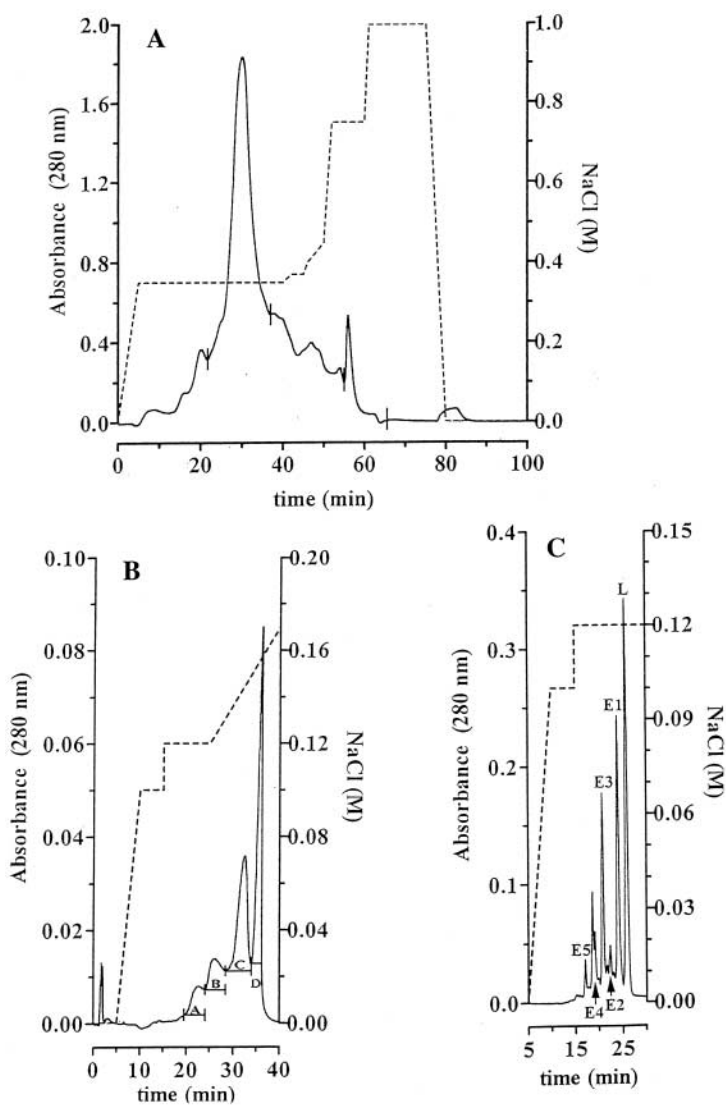 A
2.0
1.6
1.2
0.8
0.4
0.0
Absorbance (280 nm)
1.0
0.8
0.6
0.4
0.2
0.0
NaCl (M)
0 20 40 60 80 100
time (min)
B
0.10
0.08
0.06
0.04
0.02
0.00
Absorbance (280 nm)
0.20
0.16
0.12
0.08
0.04
0.00
NaCl (M)
A
B
C
D
0 10 20 30 40
time (min)
C
0.4
0.3
0.2
0.1
0.0
Absorbance (280 nm)
0.15
0.12
0.09
0.06
0.03
0.00
NaCl (M)
L
E1
E3
E5
E4
E2
5 15 25
time (min)